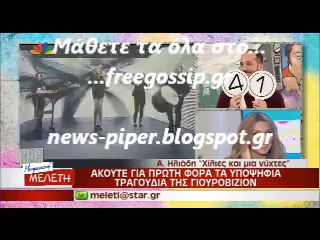 Μάθετε τα όλα στο...
...freegossip.gr
41
news-piper.blogspot.gr
Α. Ηλιάδη "Χίλιες και μια νύχτες"
ΑΚΟΥΤΕ ΓΙΑ ΠΡΩΤΗ ΦΟΡΑ ΤΑ ΥΠΟΨΗΦΙΑ
ΤΡΑΓΟΥΔΙΑ ΤΗΣ ΓΙΟΥΡΟΒΙΖΙΟΝ
ΜΕΛΕΤΗ
meleti@star.gr